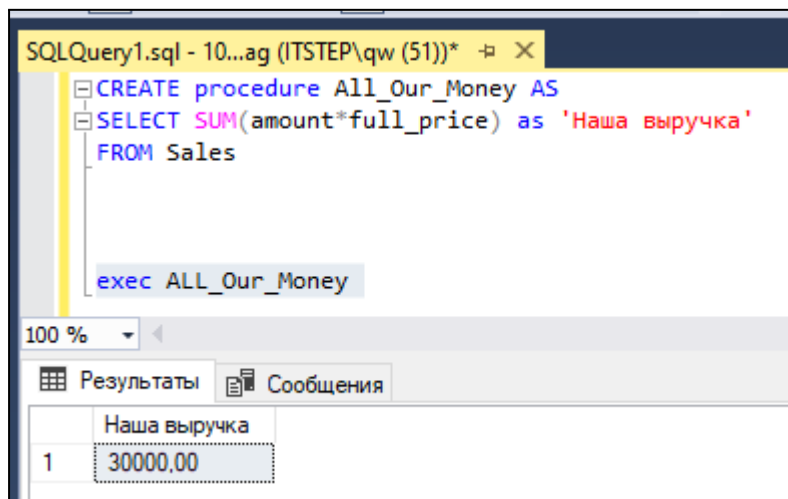 SQLQuery1.sql - 10...ag (ITSTEP\qw (51))*
CREATE procedure All_Our_Money AS
SELECT SUM(amount*full_price) as 'Наша выручка'
FROM Sales
exec ALL_Our_Money
100 %
Результаты Сообщения
Наша выручка
1 30000,00